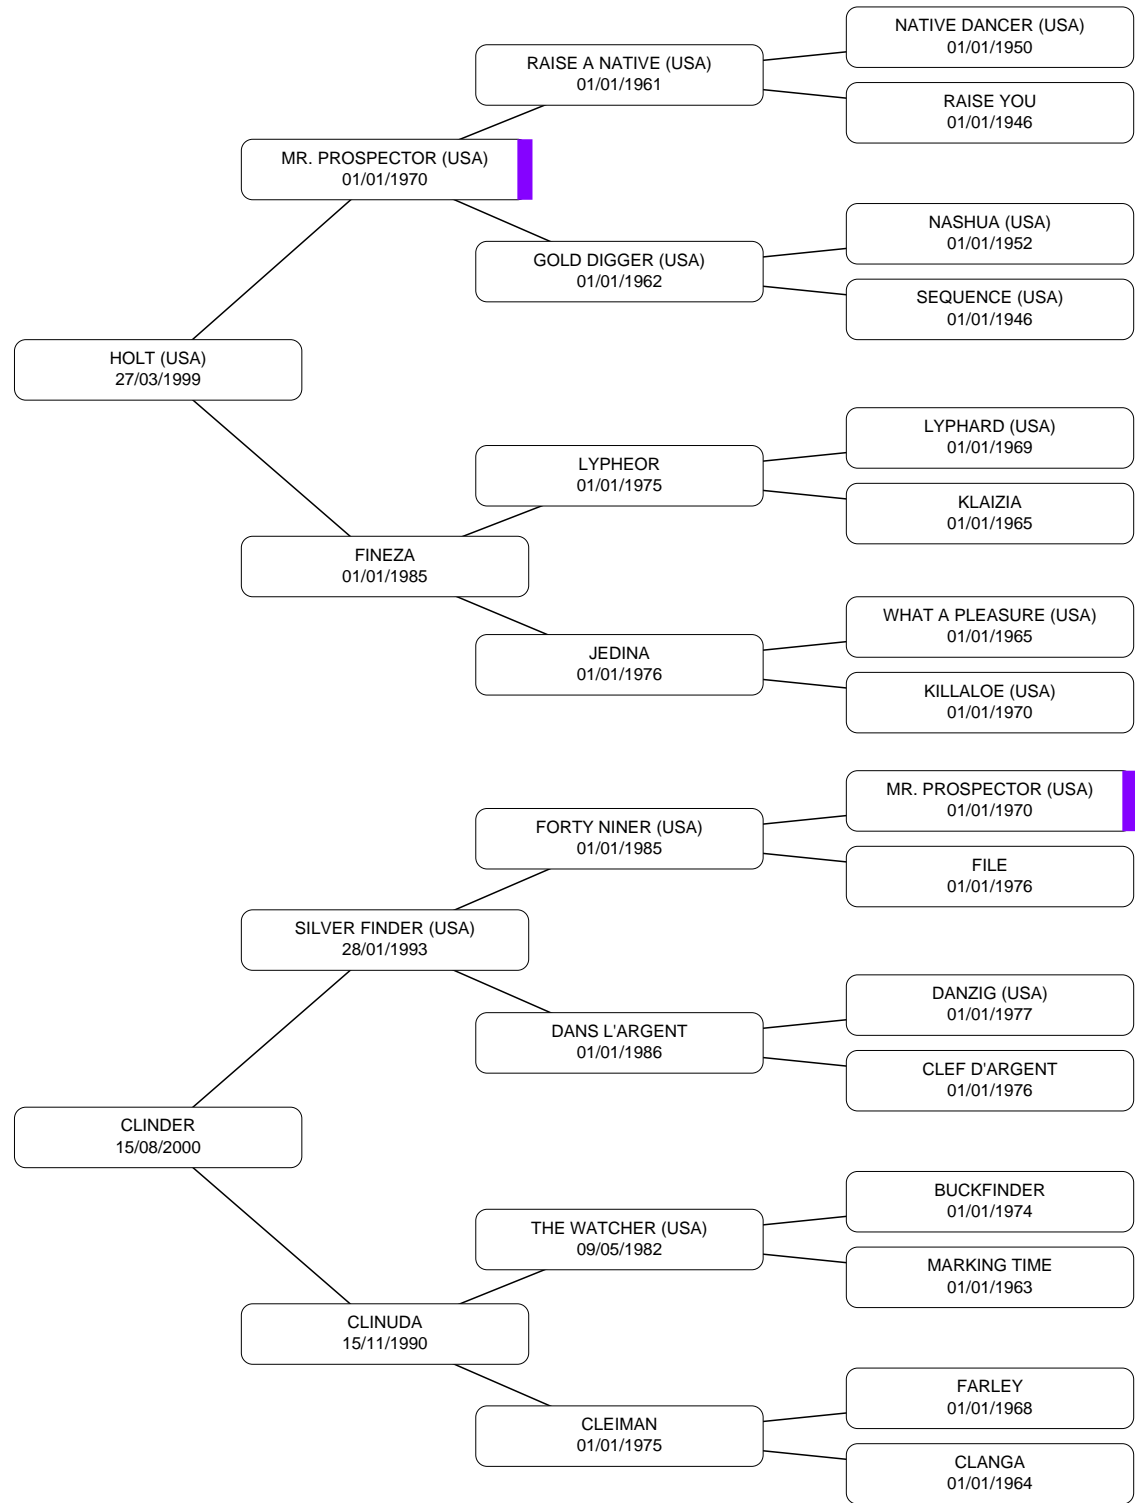 NATIVE DANCER (USA)
01/01/1950
RAISE A NATIVE (USA)
01/01/1961
RAISE YOU
01/01/1946
MR. PROSPECTOR (USA)
01/01/1970
NASHUA (USA)
01/01/1952
GOLD DIGGER (USA)
01/01/1962
SEQUENCE (USA)
01/01/1946
HOLT (USA)
27/03/1999
LYPHARD (USA)
01/01/1969
LYPHEOR
01/01/1975
KLAIZIA
01/01/1965
FINEZA
01/01/1985
WHAT A PLEASURE (USA)
01/01/1965
JEDINA
01/01/1976
KILLALOE (USA)
01/01/1970
MR. PROSPECTOR (USA)
01/01/1970
FORTY NINER (USA)
01/01/1985
FILE
01/01/1976
SILVER FINDER (USA)
28/01/1993
DANZIG (USA)
01/01/1977
DANS L'ARGENT
01/01/1986
CLEF D'ARGENT
01/01/1976
CLINDER
15/08/2000
BUCKFINDER
01/01/1974
THE WATCHER (USA)
09/05/1982
MARKING TIME
01/01/1963
CLINUDA
15/11/1990
FARLEY
01/01/1968
CLEIMAN
01/01/1975
CLANGA
01/01/1964